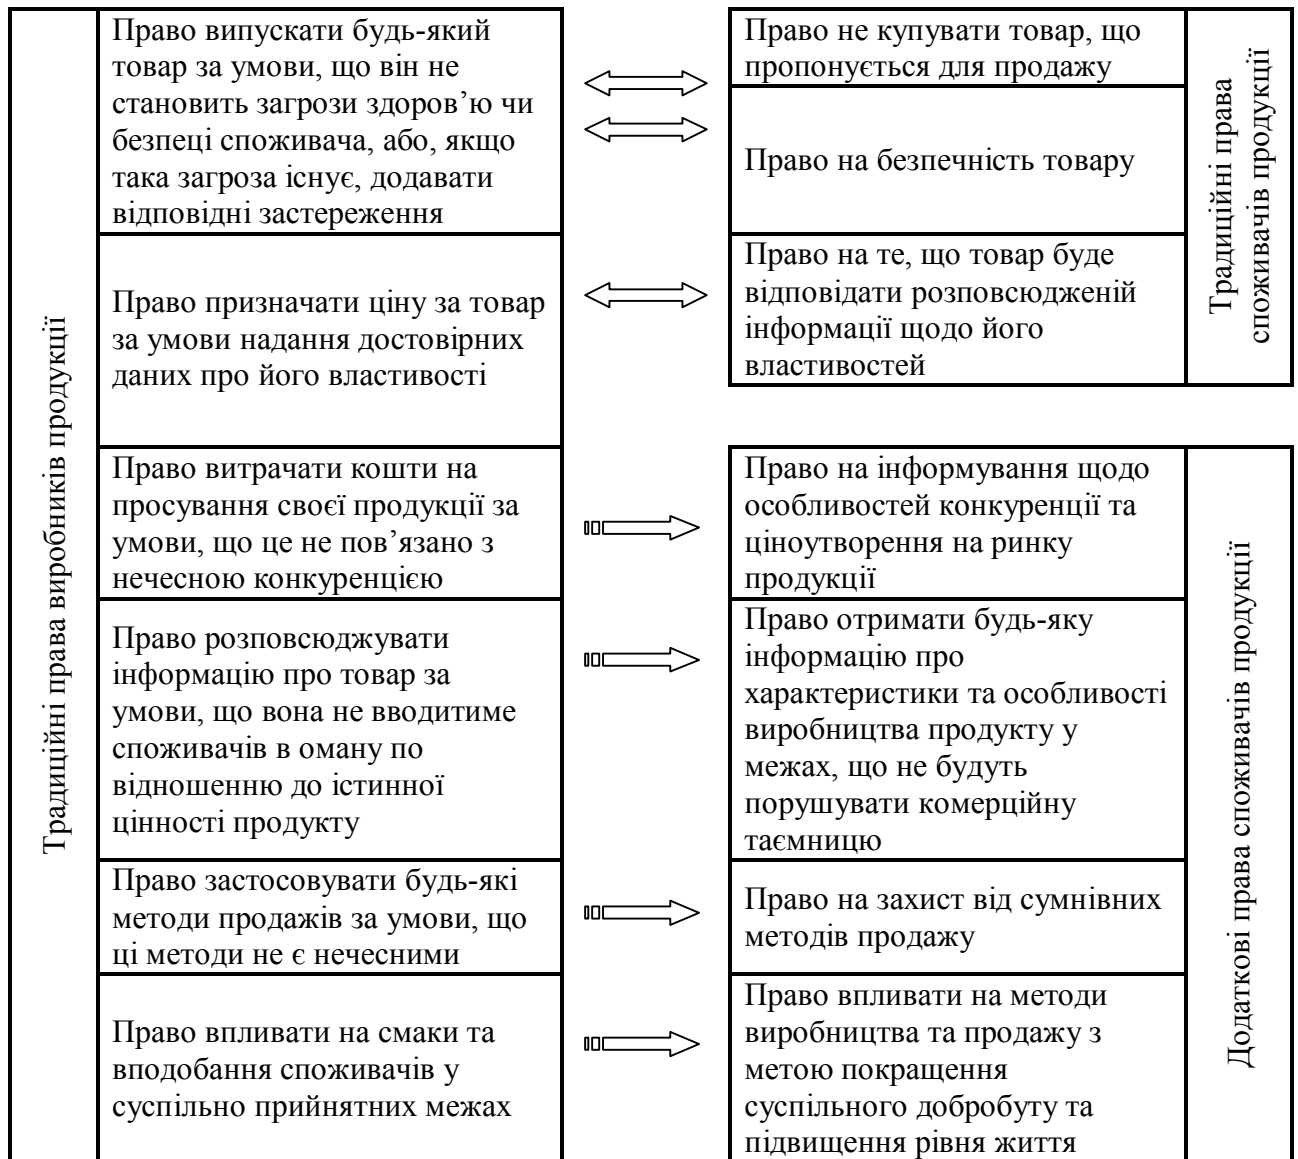 Традиційні права виробників продукції
Право випускати будь-який
товар за умови, що він не
становить загрози здоров’ю чи
безпеці споживача, або, якщо
така загроза існує, додавати
відповідні застереження
Право призначати ціну за товар
за умови надання достовірних
даних про його властивості
Право витрачати кошти на
просування своєї продукції за
умови, що це не пов’язано з
нечесною конкуренцією
Право розповсюджувати
інформацію про товар за
умови, що вона не вводитиме
споживачів в оману по
відношенню до істинної
цінності продукту
Право застосовувати будь-які
методи продажів за умови, що
ці методи не є нечесними
Право впливати на смаки та
вподобання споживачів у
суспільно прийнятних межах
Право не купувати товар, що
пропонується для продажу
Право на безпечність товару
Право на те, що товар буде
відповідати розповсюдженій
інформації щодо його
властивостей
Традиційні права
споживачів продукції
Право на інформування щодо
особливостей конкуренції та
ціноутворення на ринку
продукції
Право отримати будь-яку
інформацію про
характеристики та особливості
виробництва продукту у
межах, що не будуть
порушувати комерційну
таємницю
Право на захист від сумнівних
методів продажу
Право впливати на методи
виробництва та продажу з
метою покращення
суспільного добробуту та
підвищення рівня життя
Додаткові права споживачів продукції